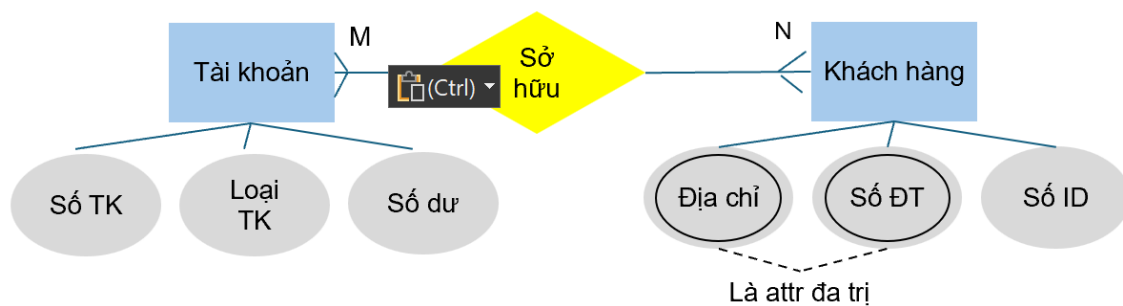 M
N
Sở
hữu
Tài khoản
Khách hàng
(Ctrl)
Số TK
Loại
TK
Số dư
Địa chỉ
Số ĐT
Số ID
Là attr đa trị